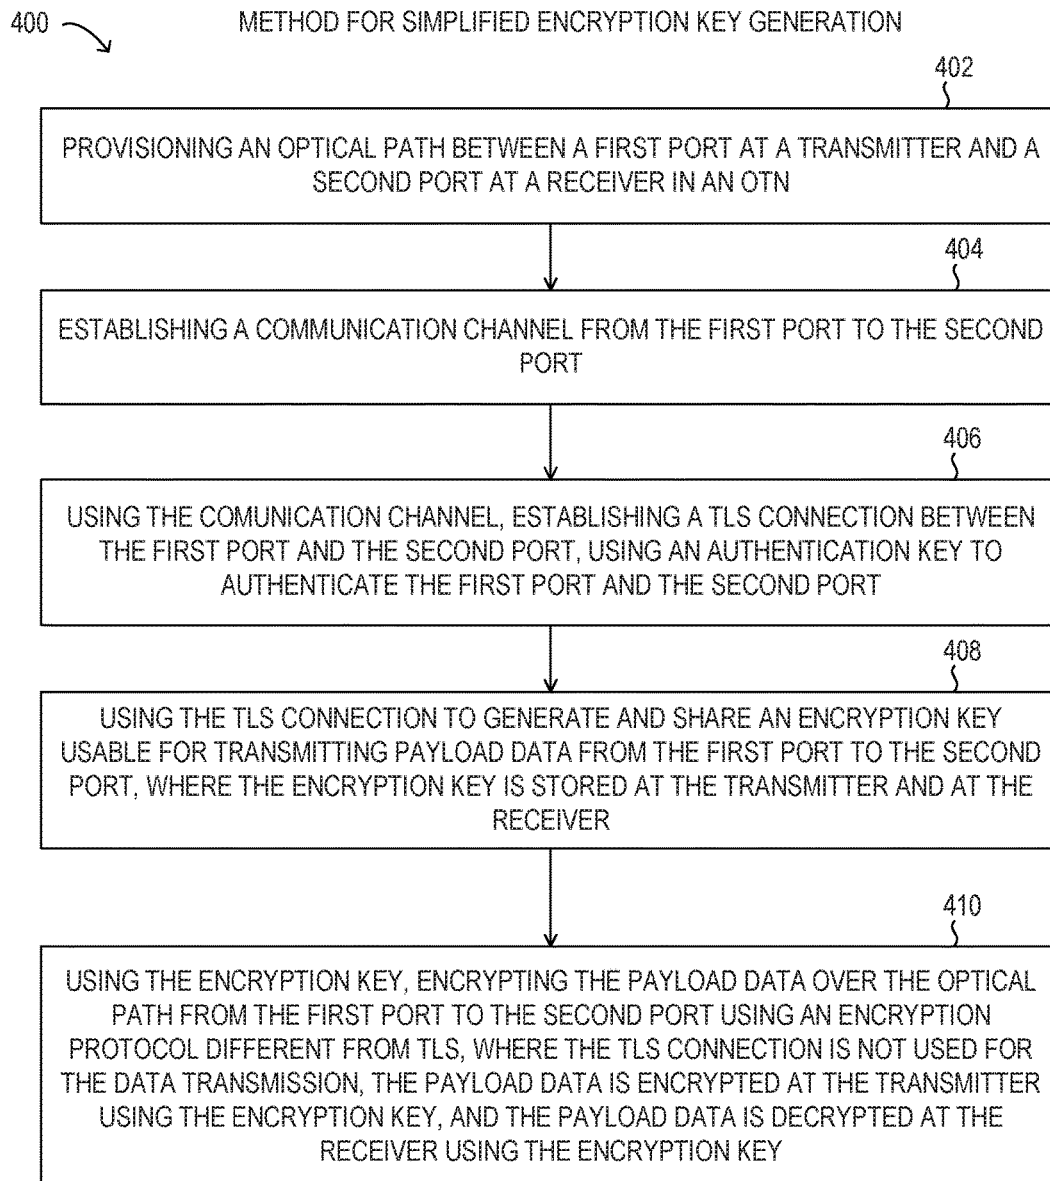 400
METHOD FOR SIMPLIFIED ENCRYPTION KEY GENERATION
402
PROVISIONING AN OPTICAL PATH BETWEEN A FIRST PORT AT A TRANSMITTER AND A
SECOND PORT AT A RECEIVER IN AN OTN
404
ESTABLISHING A COMMUNICATION CHANNEL FROM THE FIRST PORT TO THE SECOND
PORT
406
USING THE COMUNICATION CHANNEL, ESTABLISHING A TLS CONNECTION BETWEEN
THE FIRST PORT AND THE SECOND PORT, USING AN AUTHENTICATION KEY TO
AUTHENTICATE THE FIRST PORT AND THE SECOND PORT
408
USING THE TLS CONNECTION TO GENERATE AND SHARE AN ENCRYPTION KEY
USABLE FOR TRANSMITTING PAYLOAD DATA FROM THE FIRST PORT TO THE SECOND
PORT, WHERE THE ENCRYPTION KEY IS STORED AT THE TRANSMITTER AND AT THE
RECEIVER
410
USING THE ENCRYPTION KEY, ENCRYPTING THE PAYLOAD DATA OVER THE OPTICAL
PATH FROM THE FIRST PORT TO THE SECOND PORT USING AN ENCRYPTION
PROTOCOL DIFFERENT FROM TLS, WHERE THE TLS CONNECTION IS NOT USED FOR
THE DATA TRANSMISSION, THE PAYLOAD DATA IS ENCRYPTED AT THE TRANSMITTER
USING THE ENCRYPTION KEY, AND THE PAYLOAD DATA IS DECRYPTED AT THE
RECEIVER USING THE ENCRYPTION KEY